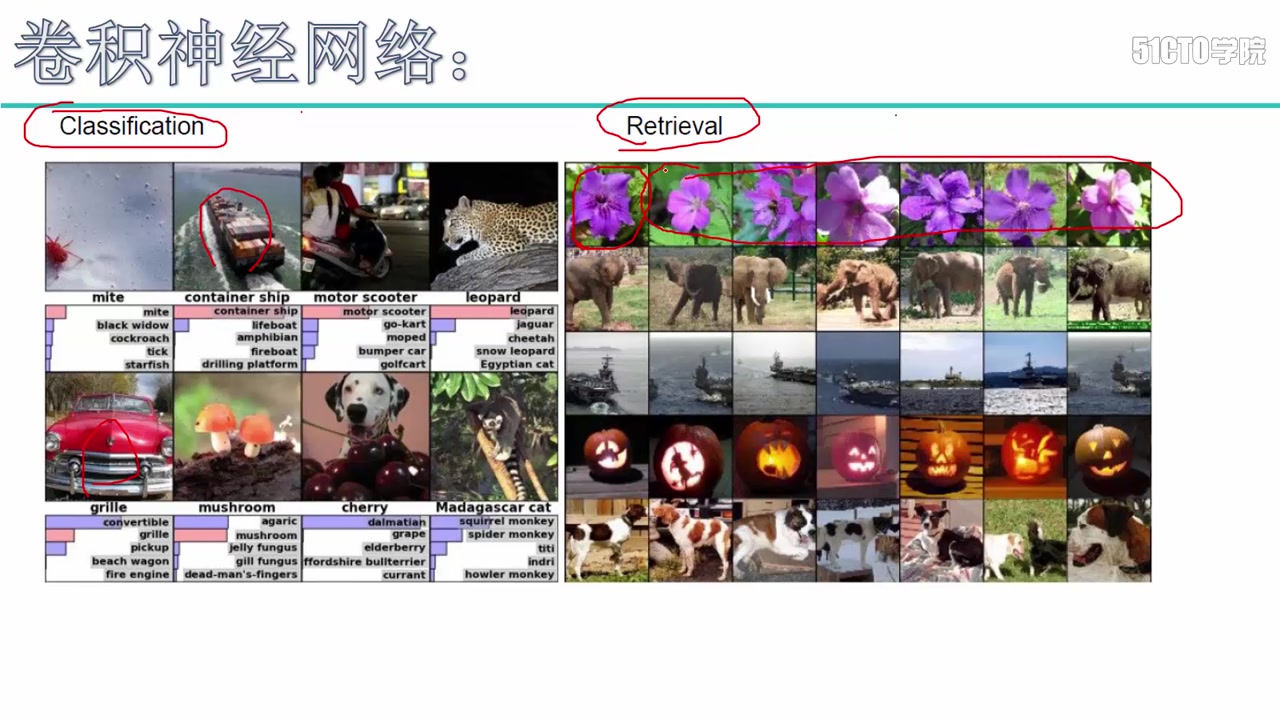 卷积神经网络：
51CTO学院
Classification
Retrieval
mite
container ship
motor scooter
leopard
mite
black widow
cockroach
tick
starfish
container ship
lifeboat
amphibian
fireboat
drilling platform
motor scooter
go-kart
moped
bumper car
golfcart
leopard
jaguar
cheetah
snow leopard
Egyptian cat
grille
mushroom
cherry
Madagascar cat
convertible
grille
pickup
beach wagon
fire engine
agaric
mushroom
jelly fungus
gill fungus
dead-man's-fingers
dalmatian
grape
elderberry
ffordshire bullterrier
currant
squirrel monkey
spider monkey
titi
indri
howler monkey